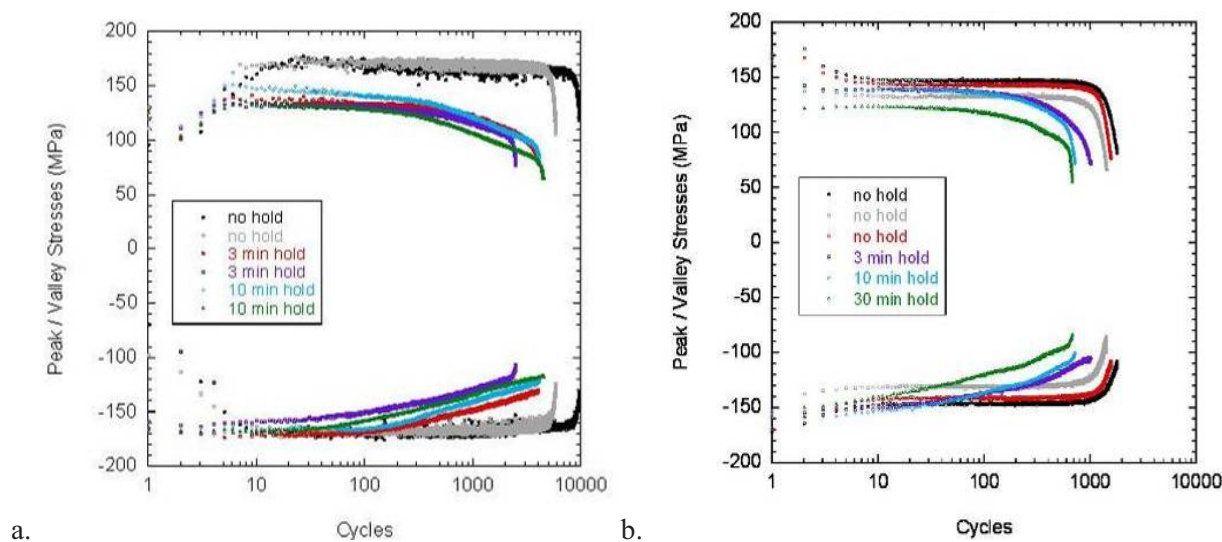 200
150
100
50
0
-50
-100
-150
-200
Peak / Valley Stresses (MPa)
no hold
no hold
3 min hold
3 min hold
10 min hold
10 min hold
1
10
100
1000
10000
Cycles
a.
200
150
100
50
0
-50
-100
-150
-200
Peak / Valley Stresses (MPa)
no hold
no hold
no hold
3 min hold
10 min hold
30 min hold
1
10
100
1000
10000
Cycles
b.